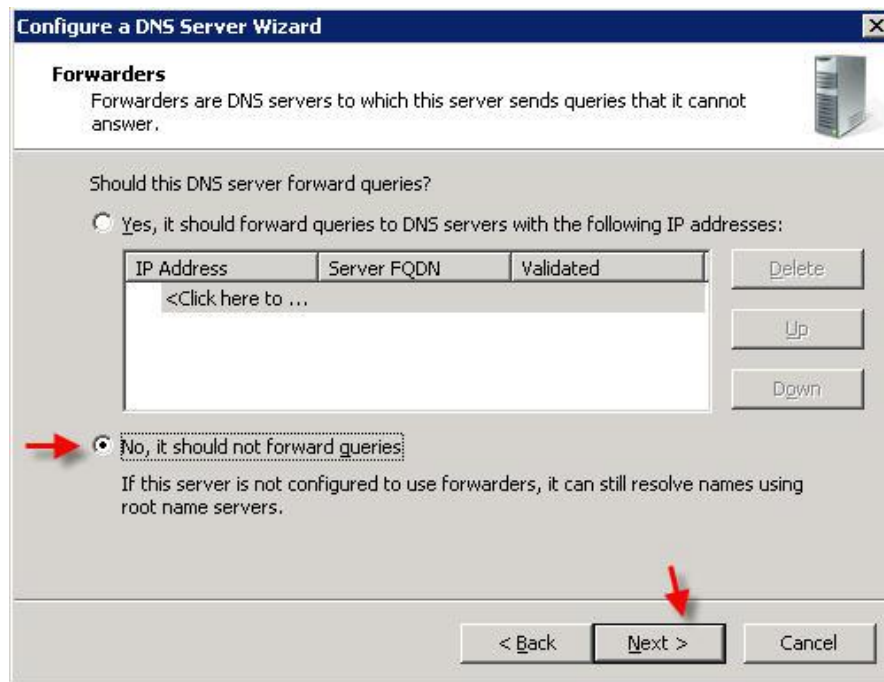 Configure a DNS Server Wizard
Forwarders
Forwarders are DNS servers to which this server sends queries that it cannot
answer.
Should this DNS server forward queries?
Yes, it should forward queries to DNS servers with the following IP addresses:
IP Address Server FQDN Validated
<Click here to ...
Delete
Up
Down
No, it should not forward queries
If this server is not configured to use forwarders, it can still resolve names using
root name servers.
< Back Next > Cancel